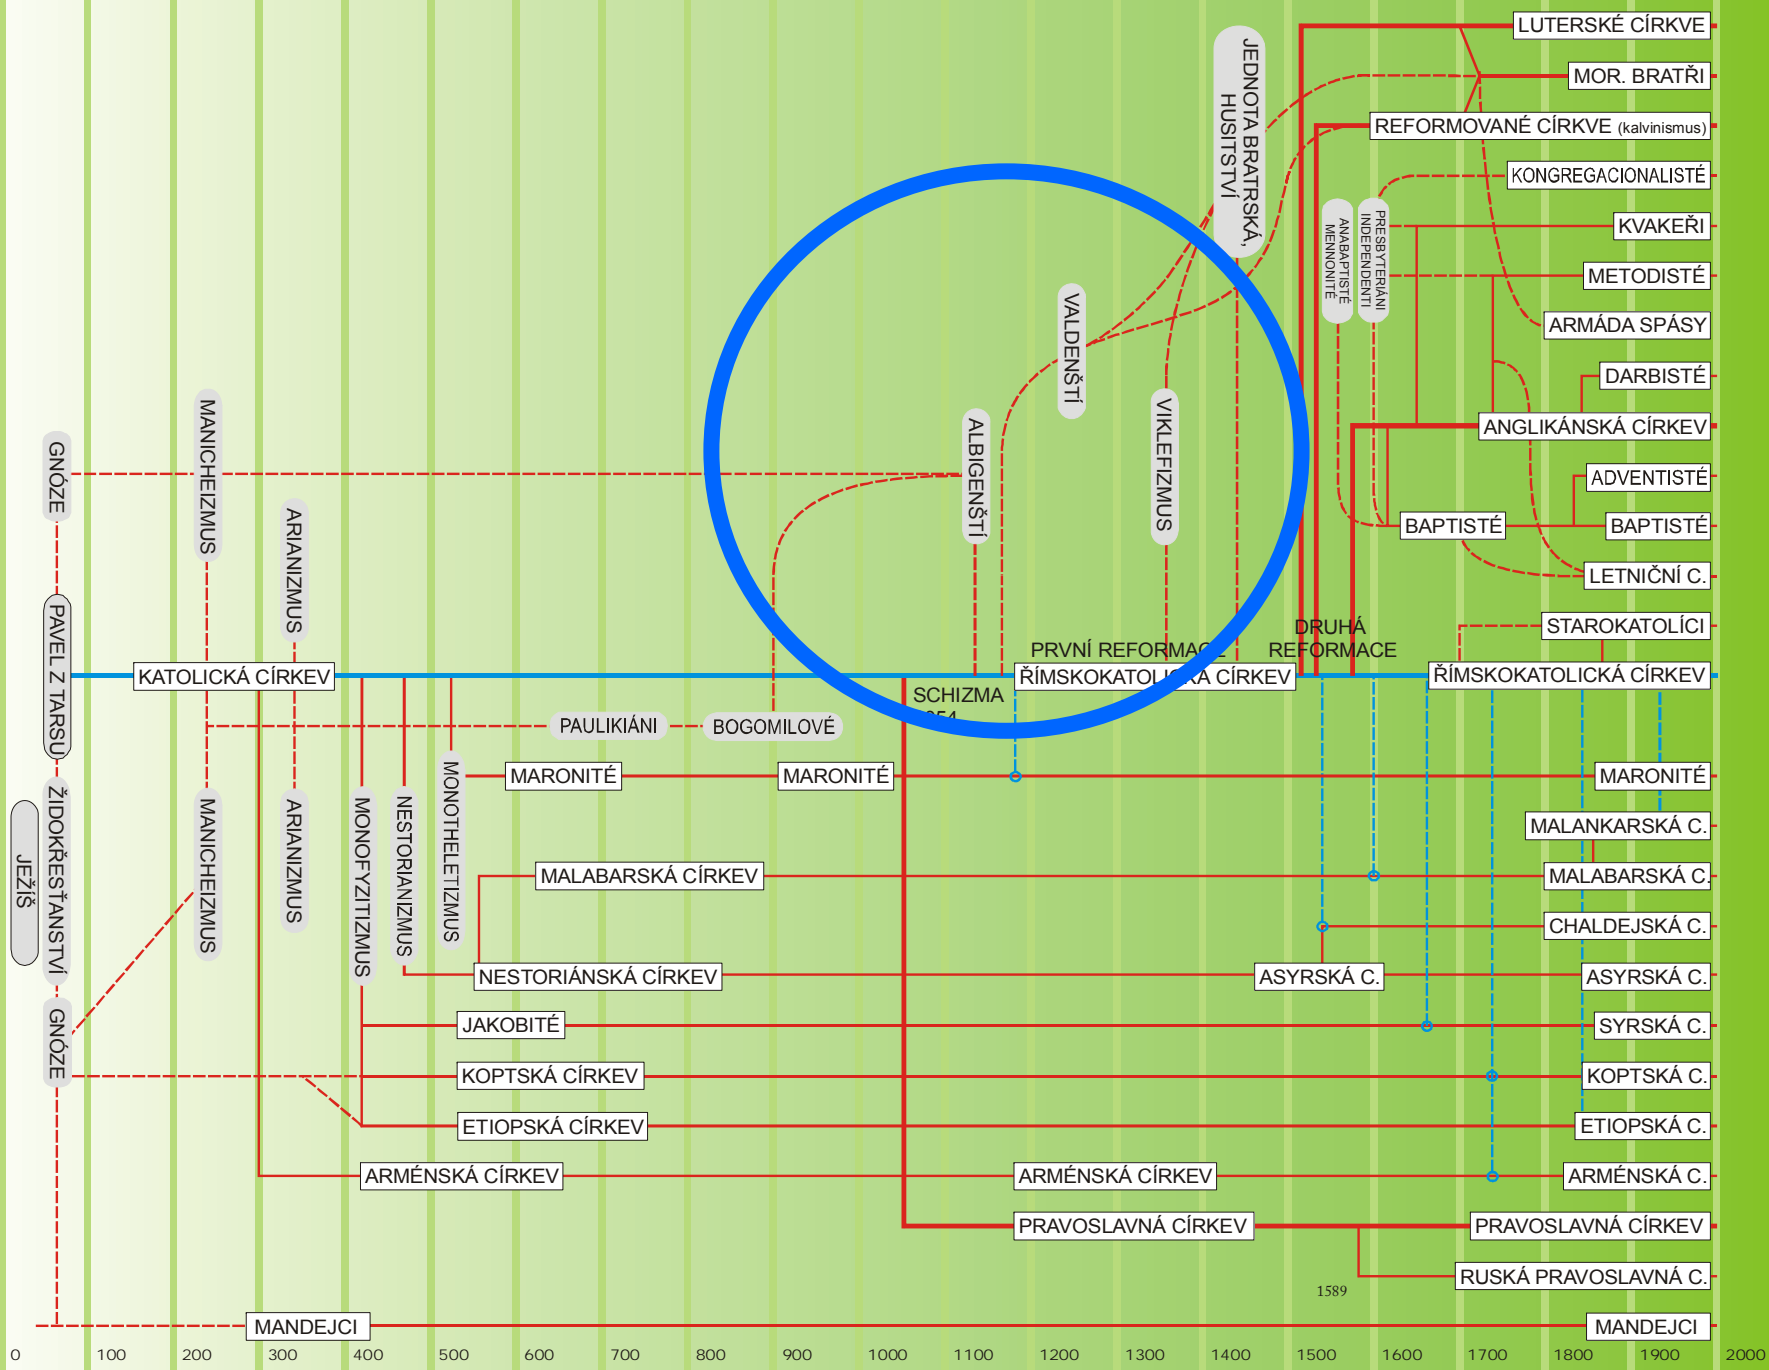 LUTERSKÉ CÍRKVE
MOR. BRATŘI
JEDNOTA BRATRSKÁ,
HUSITSTVÍ
REFORMOVANÉ CÍRKVE (kalvinismus)
KONGREGACIONALISTÉ
ANABAPTISTÉ
MENNONITÉ
PRESBYTERIÁNI
INDEPENDENTI
KVAKEŘI
METODISTÉ
ARMÁDA SPÁSY
VALDENŠTÍ
DARBISTÉ
VIKLEFIZMUS
ALBIGENŠTÍ
MANICHEIZMUS
GNÓZE
ARIANIZMUS
ANGLIKÁNSKÁ CÍRKEV
ADVENTISTÉ
BAPTISTÉ
BAPTISTÉ
LETNIČNÍ C.
STAROKATOLÍCI
PAVEL Z TARSU
KATOLICKÁ CÍRKEV
PRVNÍ REFORMACE
DRUHÁ
REFORMACE
ŘÍMSKOKATOLICKÁ CÍRKEV
ŘÍMSKOKATOLICKÁ CÍRKEV
SCHIZMA
PAULIKIÁNI
BOGOMILOVÉ
MONOTHELETIZMUS
MARONITÉ
MARONITÉ
MARONITÉ
JEŽÍŠ
ŽIDOKŘESŤANSTVÍ
MANICHEIZMUS
ARIANIZMUS
MONOFYZITIZMUS
NESTORIANIZMUS
MALANKARSKÁ C.
MALABARSKÁ CÍRKEV
MALABARSKÁ C.
CHALDEJSKÁ C.
NESTORIÁNSKÁ CÍRKEV
ASYRSKÁ C.
ASYRSKÁ C.
GNÓZE
JAKOBITÉ
SYRSKÁ C.
KOPTSKÁ CÍRKEV
KOPTSKÁ C.
ETIOPSKÁ CÍRKEV
ETIOPSKÁ C.
ARMÉNSKÁ CÍRKEV
ARMÉNSKÁ CÍRKEV
ARMÉNSKÁ C.
PRAVOSLAVNÁ CÍRKEV
PRAVOSLAVNÁ CÍRKEV
RUSKÁ PRAVOSLAVNÁ C.
1589
MANDEJCI
MANDEJCI
0 100 200 300 400 500 600 700 800 900 1000 1100 1200 1300 1400 1500 1600 1700 1800 1900 2000